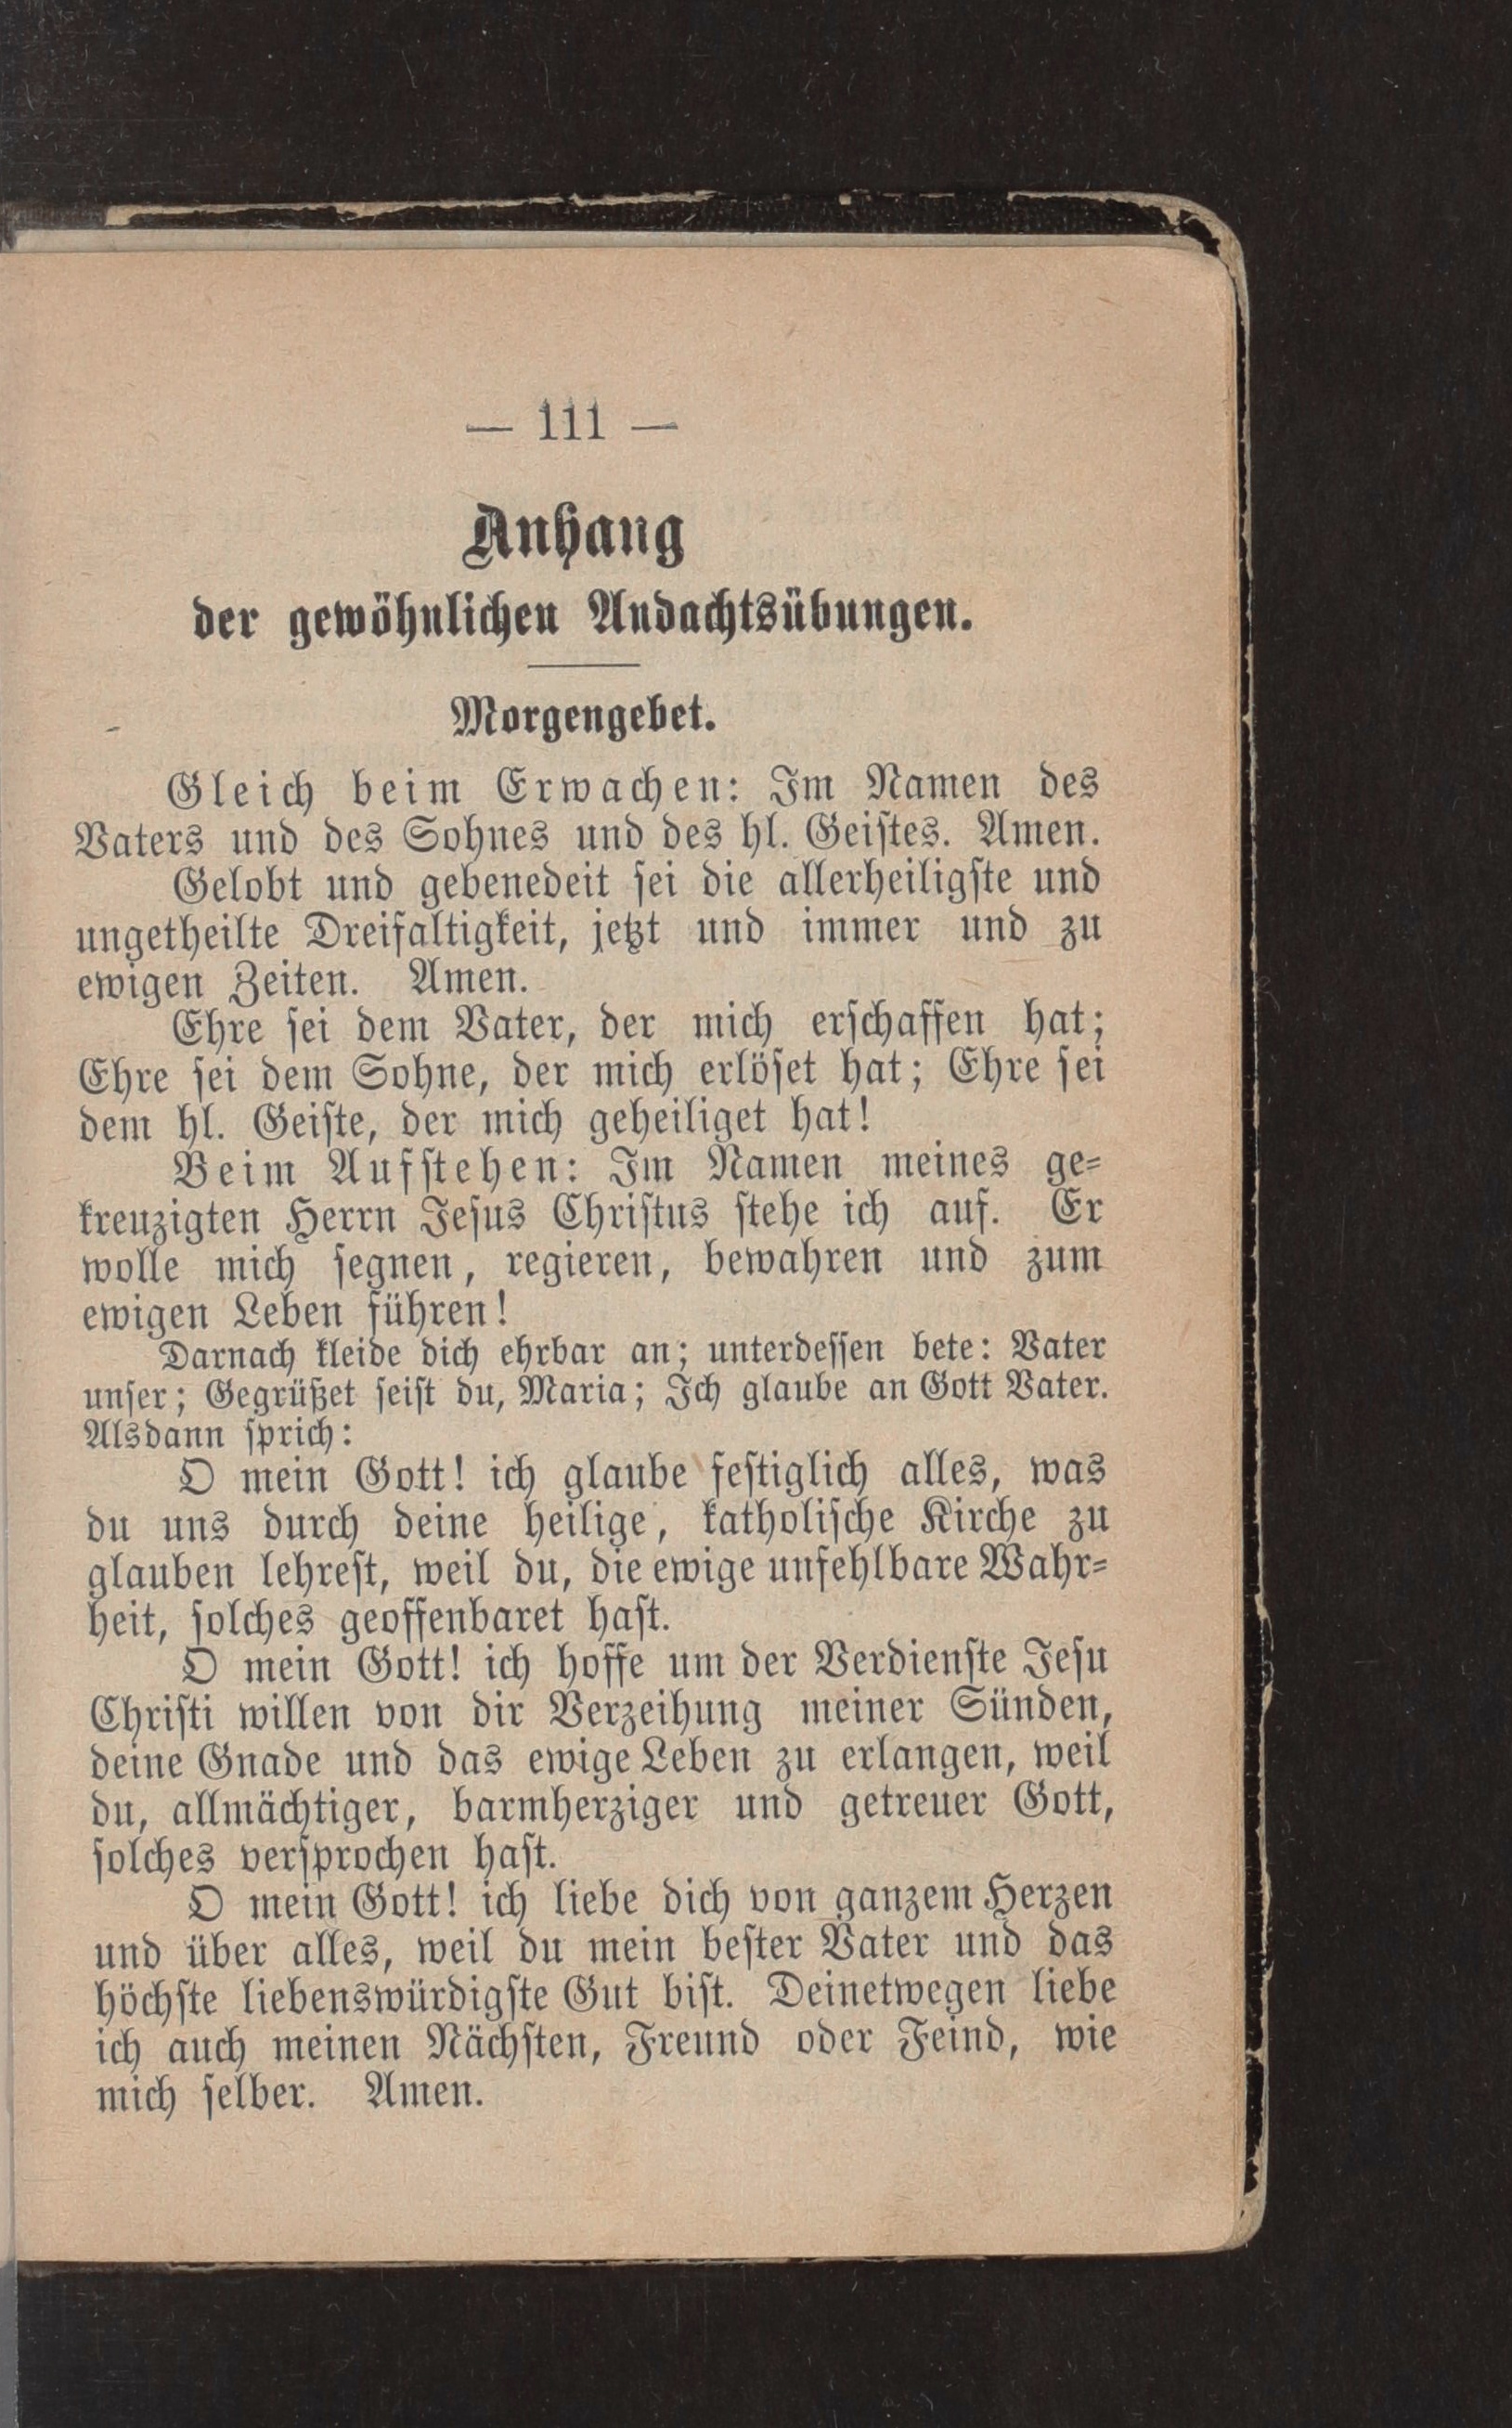 — 111 —
Anhang
der gewöhnlichen Andachtsübungen.
Morgengebet.
Gleich beim Erwachen: Im Namen des
Vaters und des Sohnes und des hl. Geiſtes. Amen.
Gelobt und gebenedeit ſei die allerheiligſte und
ungetheilte Dreifaltigkeit, jetzt und immer und zu
ewigen Zeiten. Amen.
Ehre ſei dem Vater, der mich erſchaffen hat;
Ehre ſei dem Sohne, der mich erlöſet hat; Ehre ſei
dem hl. Geiſte, der mich geheiliget hat!
Beim Aufſtehen: Im Namen meines ge⸗
kreuzigten Herrn Jeſus Chriſtus ſtehe ich auf. Er
wolle mich ſegnen, regieren, bewahren und zum
ewigen Leben führen!
Darnach kleide dich ehrbar an; unterdeſſen bete: Vater
unſer; Gegrüßet ſeiſt du, Maria; Ich glaube an Gott Vater.
Alsdann ſprich:
O mein Gott! ich glaube feſtiglich alles, was
du uns durch deine heilige, katholiſche Kirche zu
glauben lehreſt, weil du, die ewige unfehlbare Wahr⸗
heit, ſolches geoffenbaret haſt.
O mein Gott! ich hoffe um der Verdienſte Jeſu
Chriſti willen von dir Verzeihung meiner Sünden,
deine Gnade und das ewige Leben zu erlangen, weil
du, allmächtiger, barmherziger und getreuer Gott,
ſolches verſprochen haſt.
O mein Gott! ich liebe dich von ganzem Herzen
und über alles, weil du mein beſter Vater und das
höchſte liebenswürdigſte Gut biſt. Deinetwegen liebe
ich auch meinen Nächſten, Freund oder Feind, wie
mich ſelber. Amen.